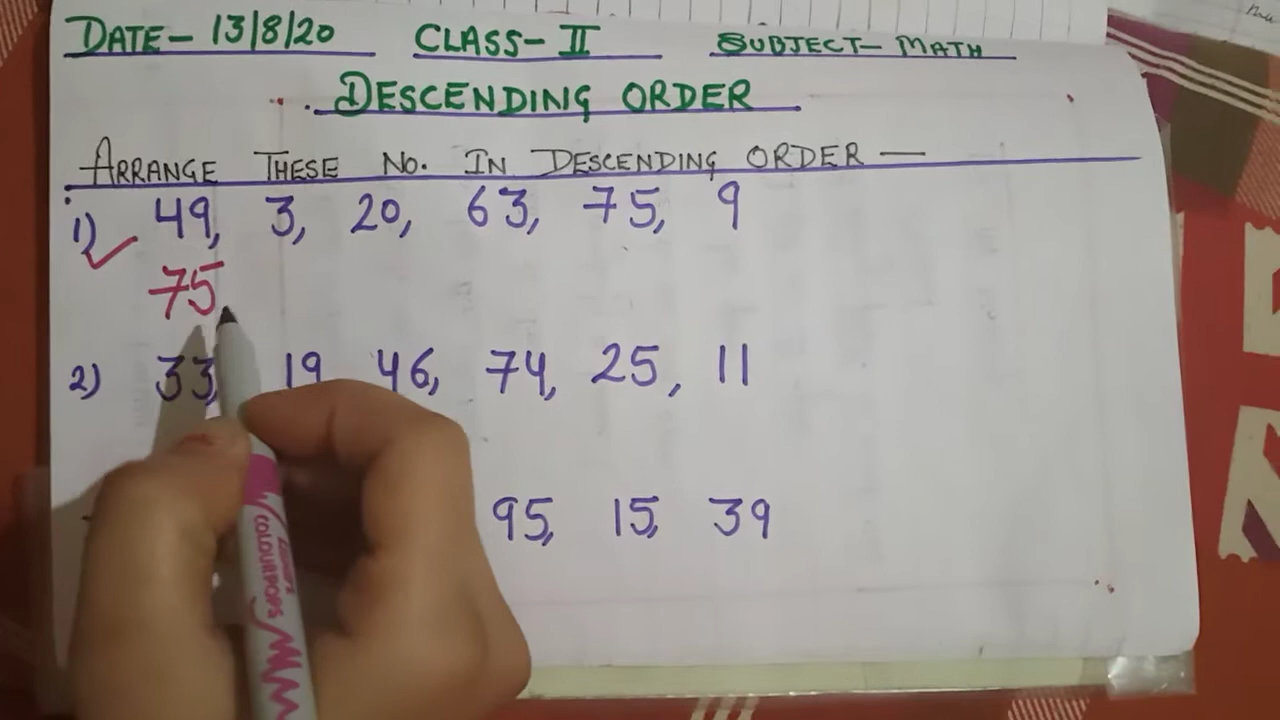 DATE- 13/8/20 CLASS- II SUBJECT- MATH
DESCENDING ORDER
ARRANGE THESE No. IN DESCENDING ORDER —
1) 49, 3, 20, 63, 75, 9
75
2) 33, 19 46, 74, 25, 11
95, 15, 39
COLOURPOPS